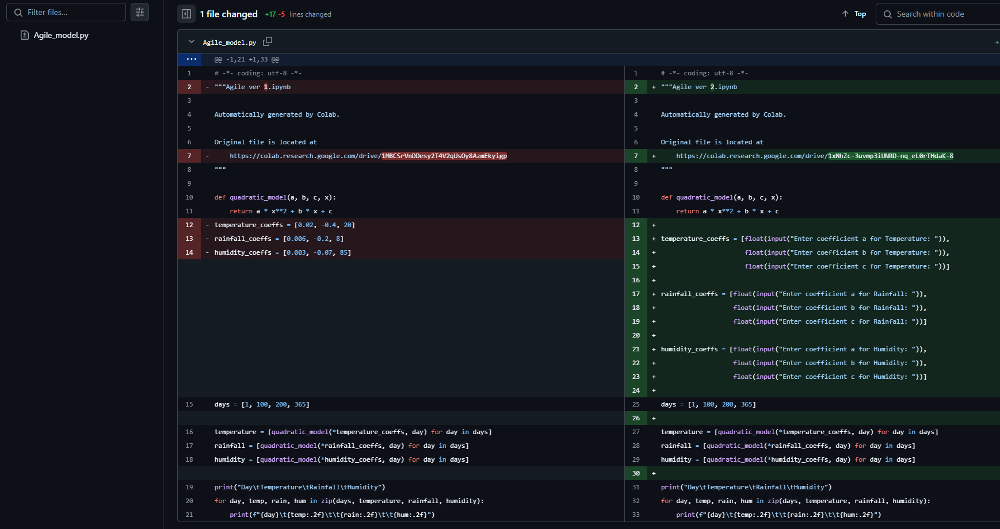 Filter files...
Agile_model.py
1 file changed +17 -5 lines changed
Top
Search within code
Agile_model.py
@@ -1,21 +1,33 @@
1 # -*- coding: utf-8 -*-
2 - """Agile ver 1.ipynb
3
4 Automatically generated by Colab.
5
6 Original file is located at
7 - https://colab.research.google.com/drive/1MBCSrVnDDesy2T4V2qUsOy8AzmEkyigp
8 """
9
10 def quadratic_model(a, b, c, x):
11 return a * x**2 + b * x + c
12 - temperature_coeffs = [0.02, -0.4, 20]
13 - rainfall_coeffs = [0.006, -0.2, 8]
14 - humidity_coeffs = [0.003, -0.07, 85]
15 days = [1, 100, 200, 365]
16 temperature = [quadratic_model(*temperature_coeffs, day) for day in days]
17 rainfall = [quadratic_model(*rainfall_coeffs, day) for day in days]
18 humidity = [quadratic_model(*humidity_coeffs, day) for day in days]
19 print("Day\tTemperature\tRainfall\tHumidity")
20 for day, temp, rain, hum in zip(days, temperature, rainfall, humidity):
21 print(f"{day}\t{temp:.2f}\t\t{rain:.2f}\t\t{hum:.2f}")
1 # -*- coding: utf-8 -*-
2 + """Agile ver 2.ipynb
3
4 Automatically generated by Colab.
5
6 Original file is located at
7 + https://colab.research.google.com/drive/1xNhZc-3uvmp3iUNRD-nq_eL0rTHdaK-8
8 """
9
10 def quadratic_model(a, b, c, x):
11 return a * x**2 + b * x + c
12 +
13 + temperature_coeffs = [float(input("Enter coefficient a for Temperature: ")),
14 + float(input("Enter coefficient b for Temperature: ")),
15 + float(input("Enter coefficient c for Temperature: "))]
16 +
17 + rainfall_coeffs = [float(input("Enter coefficient a for Rainfall: ")),
18 + float(input("Enter coefficient b for Rainfall: ")),
19 + float(input("Enter coefficient c for Rainfall: "))]
20 +
21 + humidity_coeffs = [float(input("Enter coefficient a for Humidity: ")),
22 + float(input("Enter coefficient b for Humidity: ")),
23 + float(input("Enter coefficient c for Humidity: "))]
24 +
25 days = [1, 100, 200, 365]
26 +
27 temperature = [quadratic_model(*temperature_coeffs, day) for day in days]
28 rainfall = [quadratic_model(*rainfall_coeffs, day) for day in days]
29 humidity = [quadratic_model(*humidity_coeffs, day) for day in days]
30 +
31 print("Day\tTemperature\tRainfall\tHumidity")
32 for day, temp, rain, hum in zip(days, temperature, rainfall, humidity):
33 print(f"{day}\t{temp:.2f}\t\t{rain:.2f}\t\t{hum:.2f}")